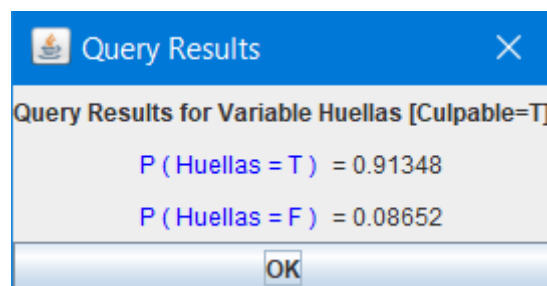 Query Results
Query Results for Variable Huellas [Culpable=T]
P ( Huellas = T ) = 0.91348
P ( Huellas = F ) = 0.08652
OK